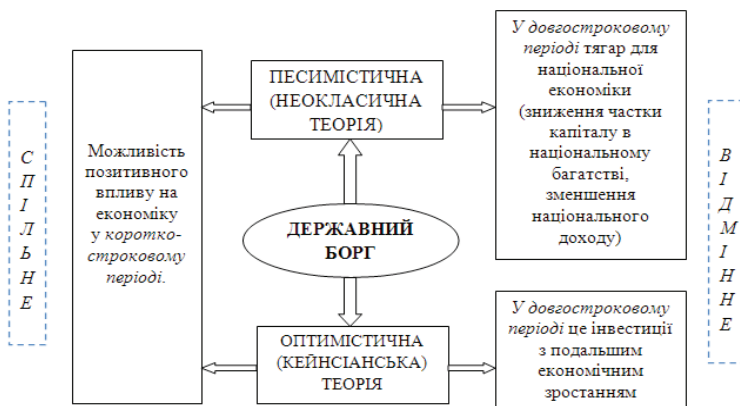 С
П
І
Л
Ь
Н
Е
Можливість
позитивного
впливу на
економіку
у коротко-
строковому
періоді.
ПЕСИМІСТИЧНА
(НЕОКЛАСИЧНА
ТЕОРІЯ)
ДЕРЖАВНИЙ
БОРГ
ОПТИМІСТИЧНА
(КЕЙНСІАНСЬКА)
ТЕОРІЯ
У довгостроковому
періоді тягар для
національної
економіки
(зниження частки
капіталу в
національному
багатстві,
зменшення
національного
доходу)
У довгостроковому
періоді це інвестиції
з подальшим
економічним
зростанням
В
І
Д
М
І
Н
Н
Е